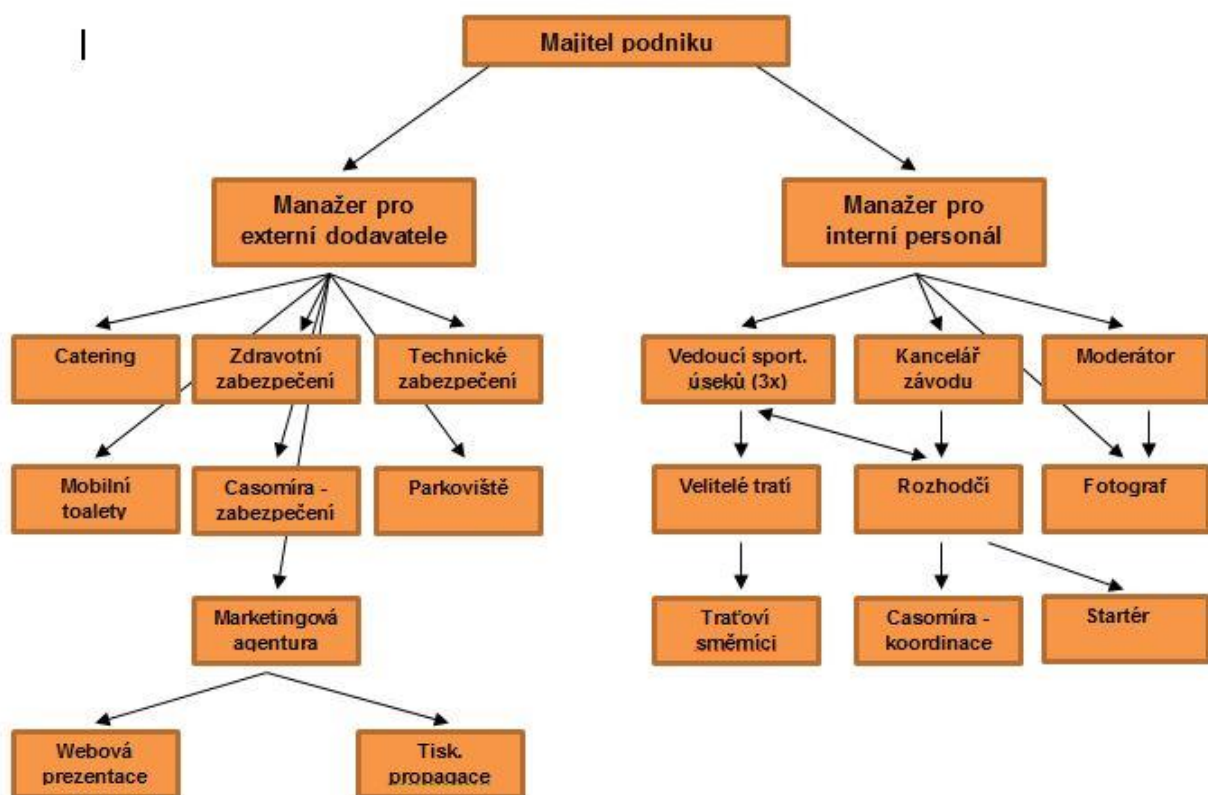 Majitel podniku
Manažer pro
externí dodavatele
Manažer pro
interní personál
Catering
Zdravotní
zabezpečení
Technické
zabezpečení
Vedoucí sport.
úseků (3x)
Kancelář
závodu
Moderátor
Mobilní
toalety
Casomíra -
zabezpečení
Parkoviště
Velitelé tratí
Rozhodčí
Fotograf
Marketingová
agentura
Traťoví
směrníci
Casomíra -
koordinace
Startér
Webová
prezentace
Tisk.
propagace